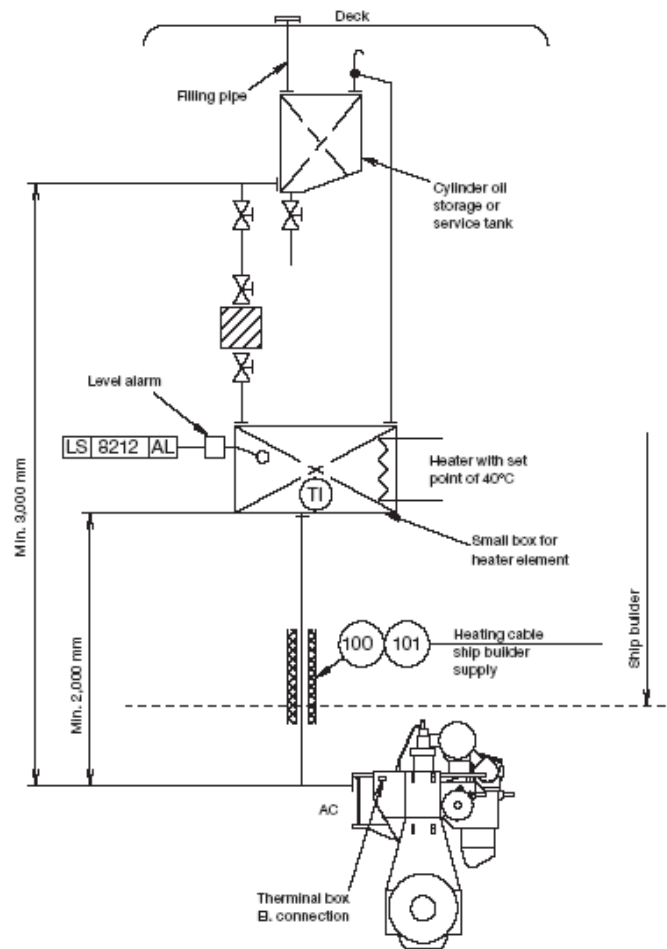 Deck
Filling pipe
Cylinder oil
storage or
service tank
Level alarm
LS 8212 AL
TI
Heater with set
point of 40°C
Small box for
heater element
Min. 3,000 mm
Min. 2,000 mm
100 101
Heating cable
ship builder
supply
Ship builder
AC
Therminal box
El. connection